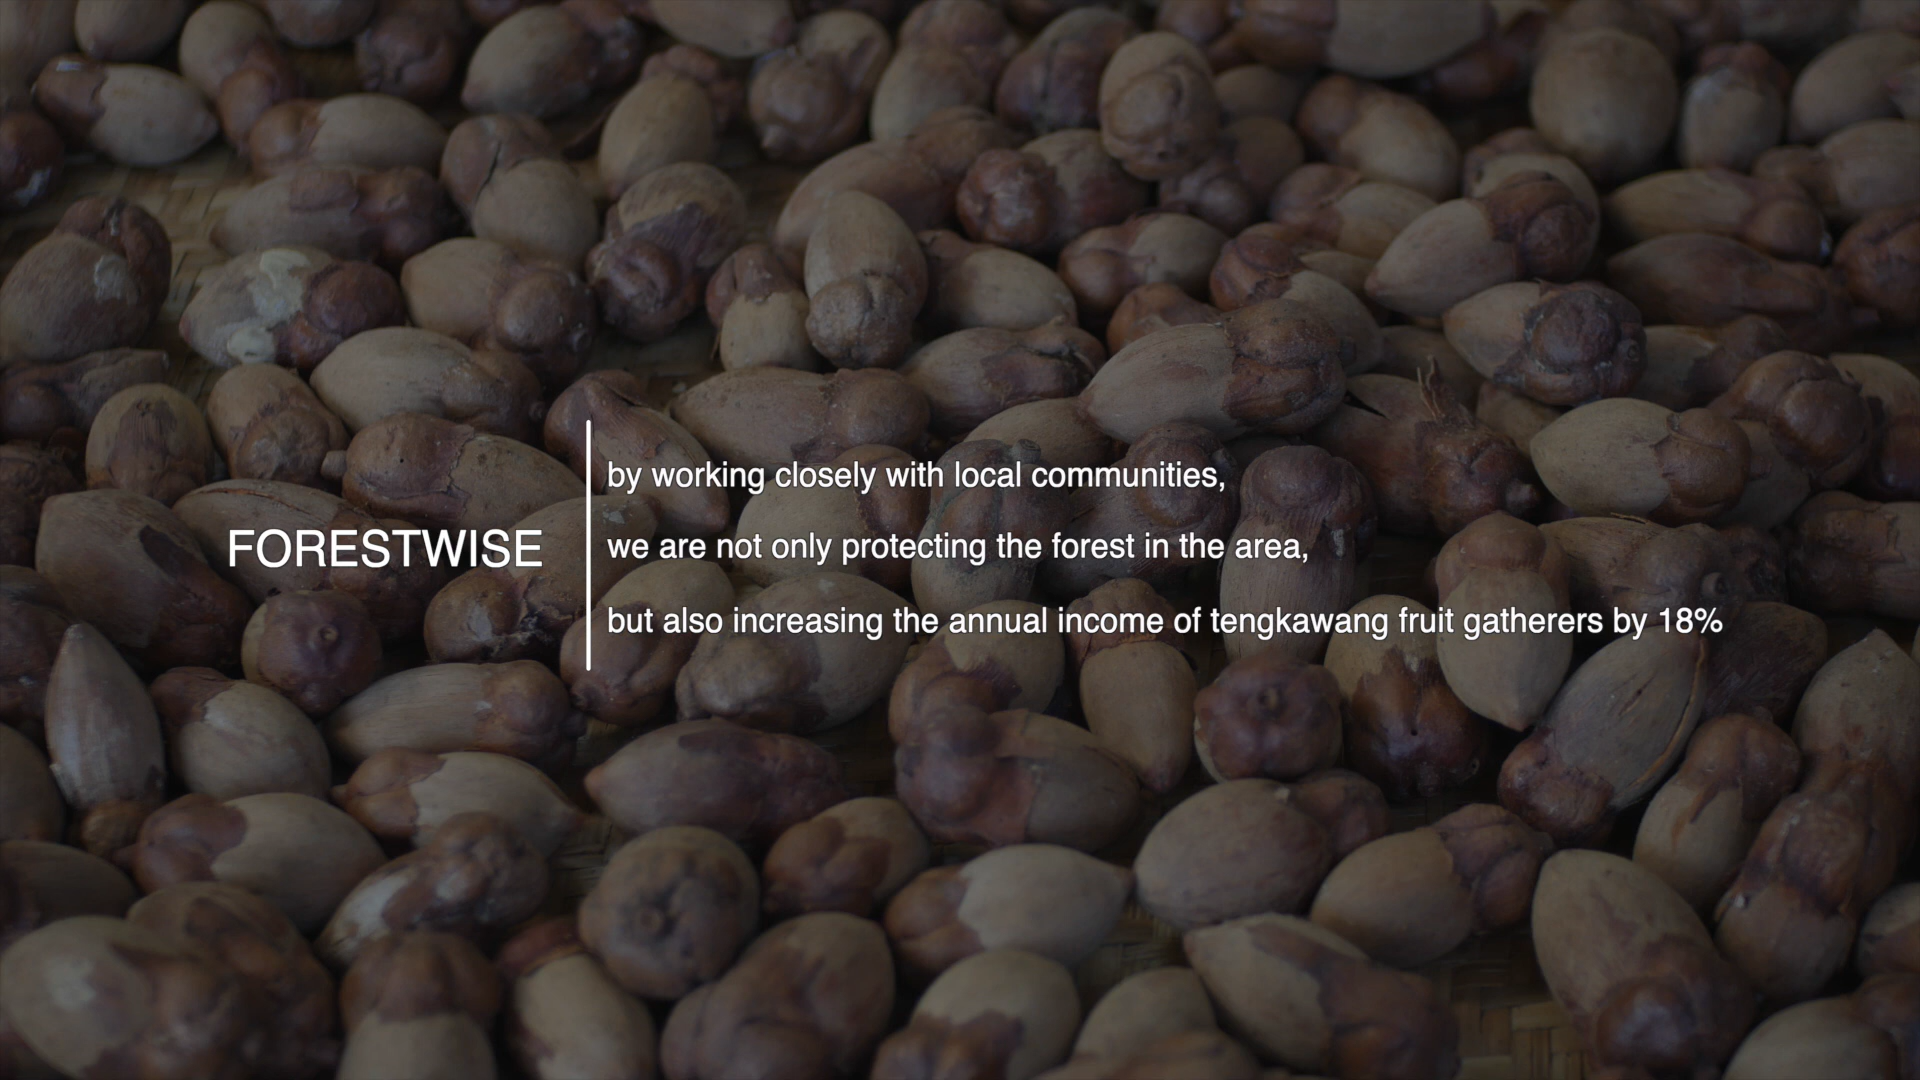 FORESTWISE
by working closely with local communities,
we are not only protecting the forest in the area,
but also increasing the annual income of tengkawang fruit gatherers by 18%